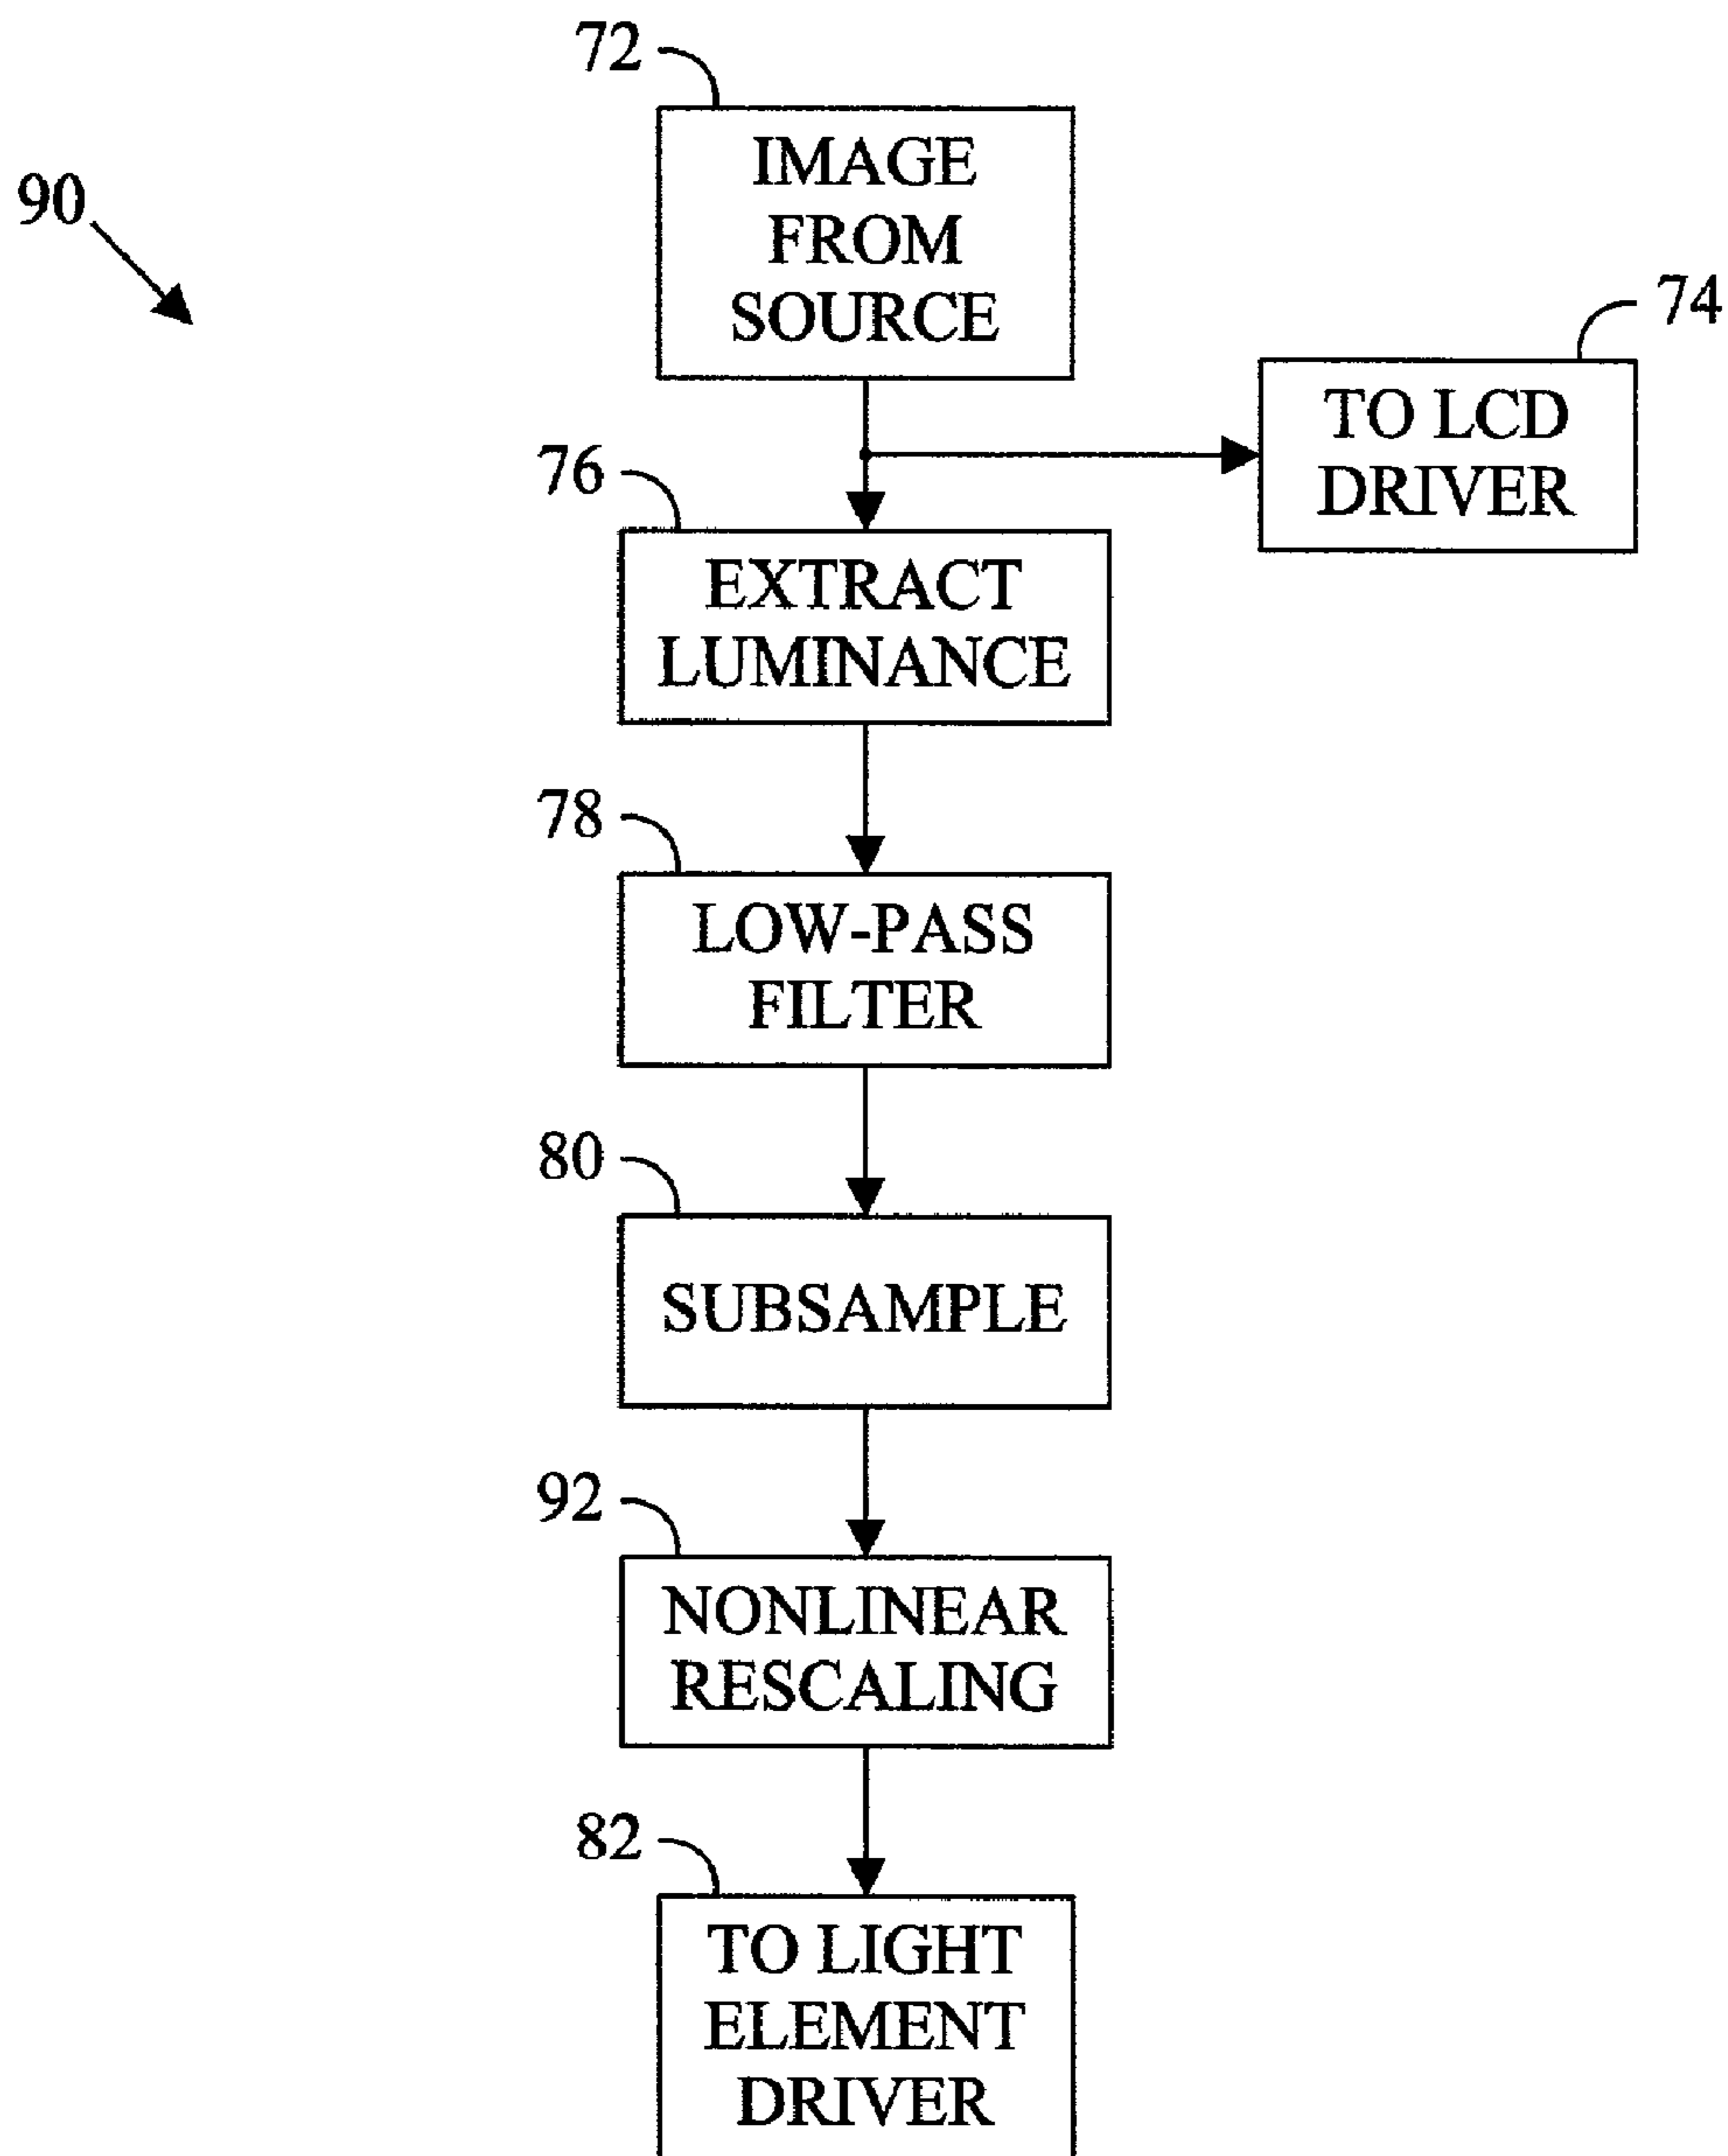 72
IMAGE
FROM
SOURCE
90
74
TO LCD
DRIVER
76
EXTRACT
LUMINANCE
78
LOW-PASS
FILTER
80
SUBSAMPLE
92
NONLINEAR
RESCALING
82
TO LIGHT
ELEMENT
DRIVER